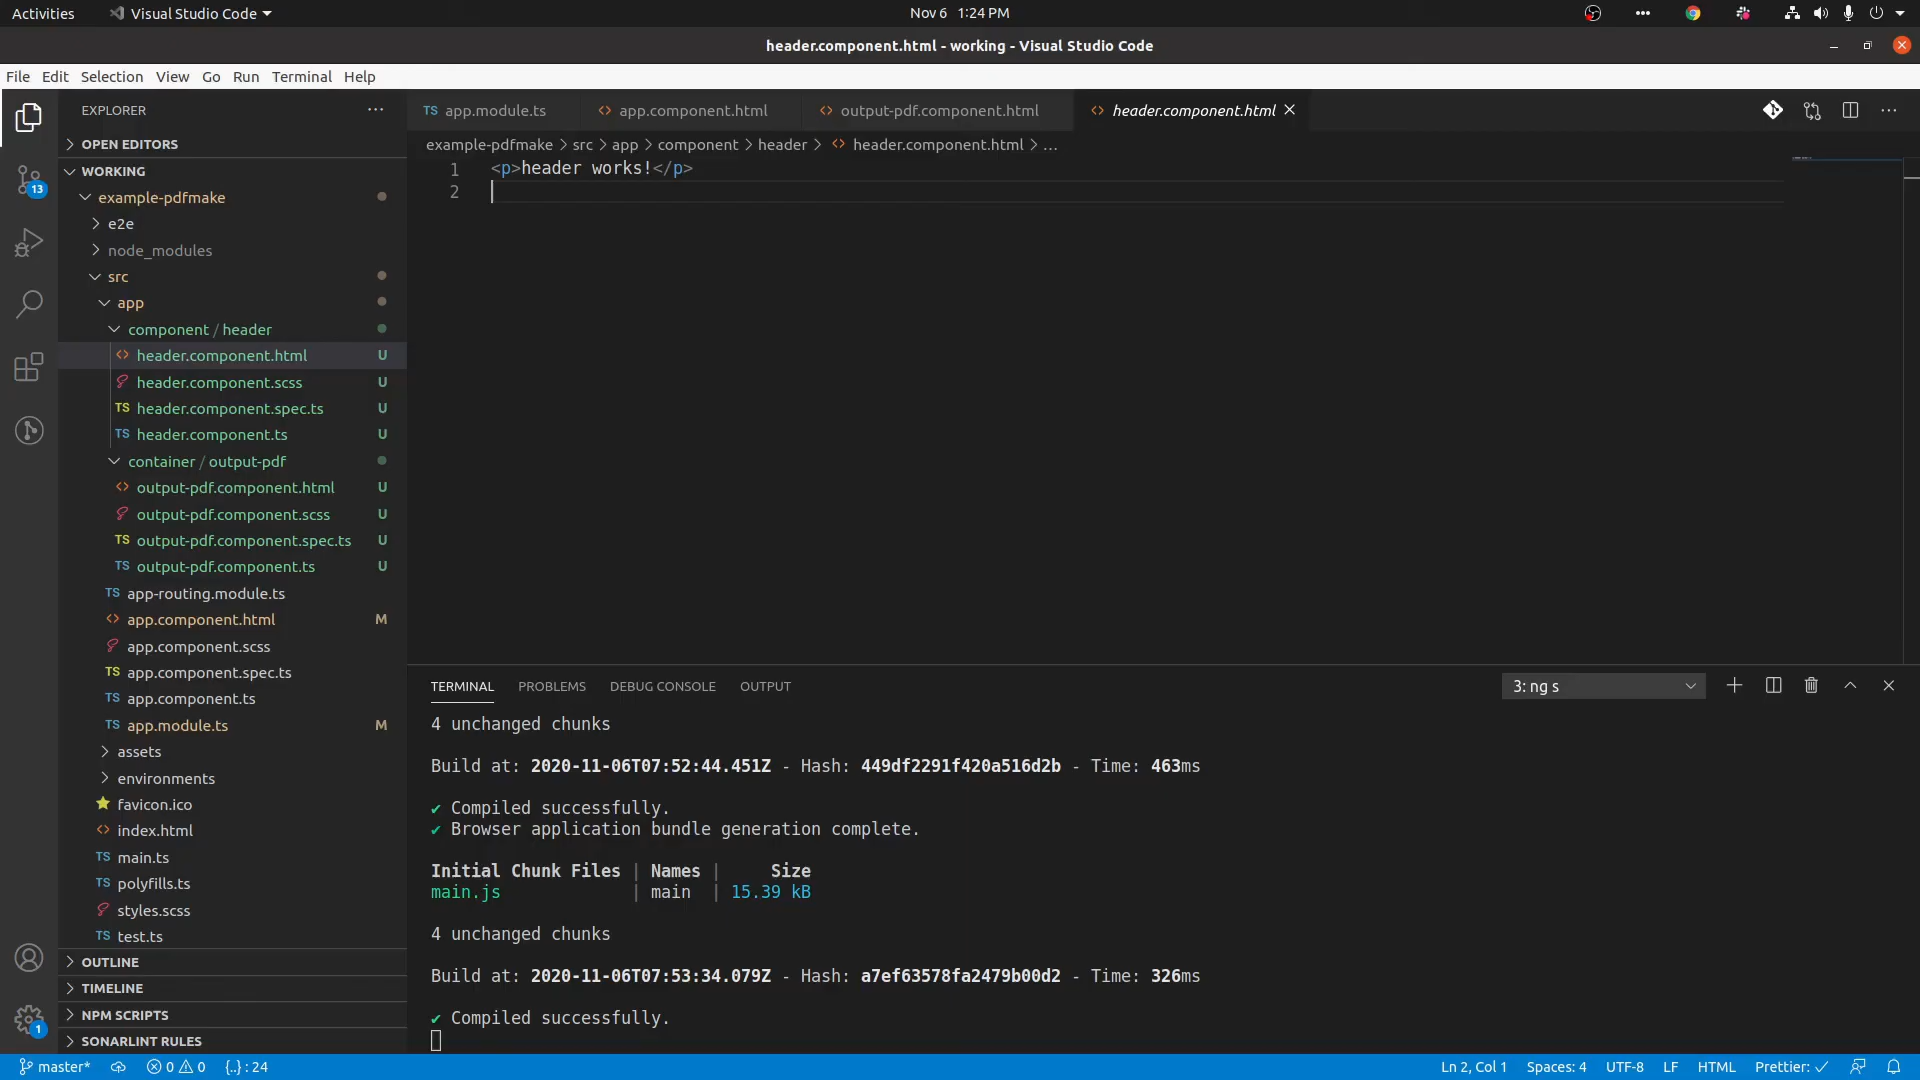 Activities
Visual Studio Code
Nov 6 1:24 PM
header.component.html - working - Visual Studio Code
File Edit Selection View Go Run Terminal Help
EXPLORER
OPEN EDITORS
WORKING
example-pdfmake
e2e
node_modules
src
app
component / header
header.component.html U
header.component.scss U
TS header.component.spec.ts U
TS header.component.ts U
container / output-pdf
output-pdf.component.html U
output-pdf.component.scss U
TS output-pdf.component.spec.ts U
TS output-pdf.component.ts U
TS app-routing.module.ts
app.component.html M
app.component.scss
TS app.component.spec.ts
TS app.component.ts
TS app.module.ts M
assets
environments
favicon.ico
index.html
TS main.ts
TS polyfills.ts
styles.scss
TS test.ts
OUTLINE
TIMELINE
NPM SCRIPTS
SONARLINT RULES
13
1
TS app.module.ts
app.component.html
output-pdf.component.html
header.component.html
example-pdfmake > src > app > component > header > header.component.html > ...
1 <p>header works!</p>
2
TERMINAL PROBLEMS DEBUG CONSOLE OUTPUT
3: ng s
4 unchanged chunks
Build at: 2020-11-06T07:52:44.451Z - Hash: 449df2291f420a516d2b - Time: 463ms
✔ Compiled successfully.
✔ Browser application bundle generation complete.
Initial Chunk Files | Names | Size
main.js | main | 15.39 kB
4 unchanged chunks
Build at: 2020-11-06T07:53:34.079Z - Hash: a7ef63578fa2479b00d2 - Time: 326ms
✔ Compiled successfully.
master* 0 0 {..} : 24
Ln 2, Col 1 Spaces: 4 UTF-8 LF HTML Prettier: ✓